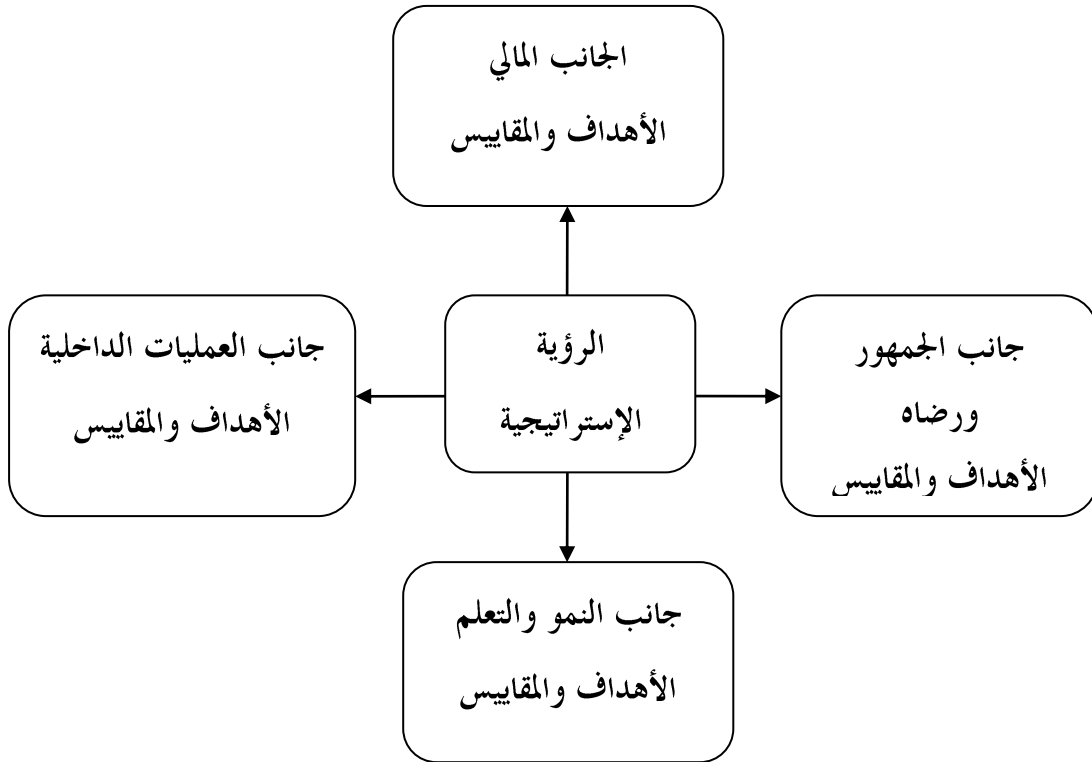 الجانب المالي
الأهداف والمقاييس
جانب الجمهور
ورضاه
الأهداف والمقاييس
الرؤية
الإستراتيجية
جانب العمليات الداخلية
الأهداف والمقاييس
جانب النمو والتعلم
الأهداف والمقاييس